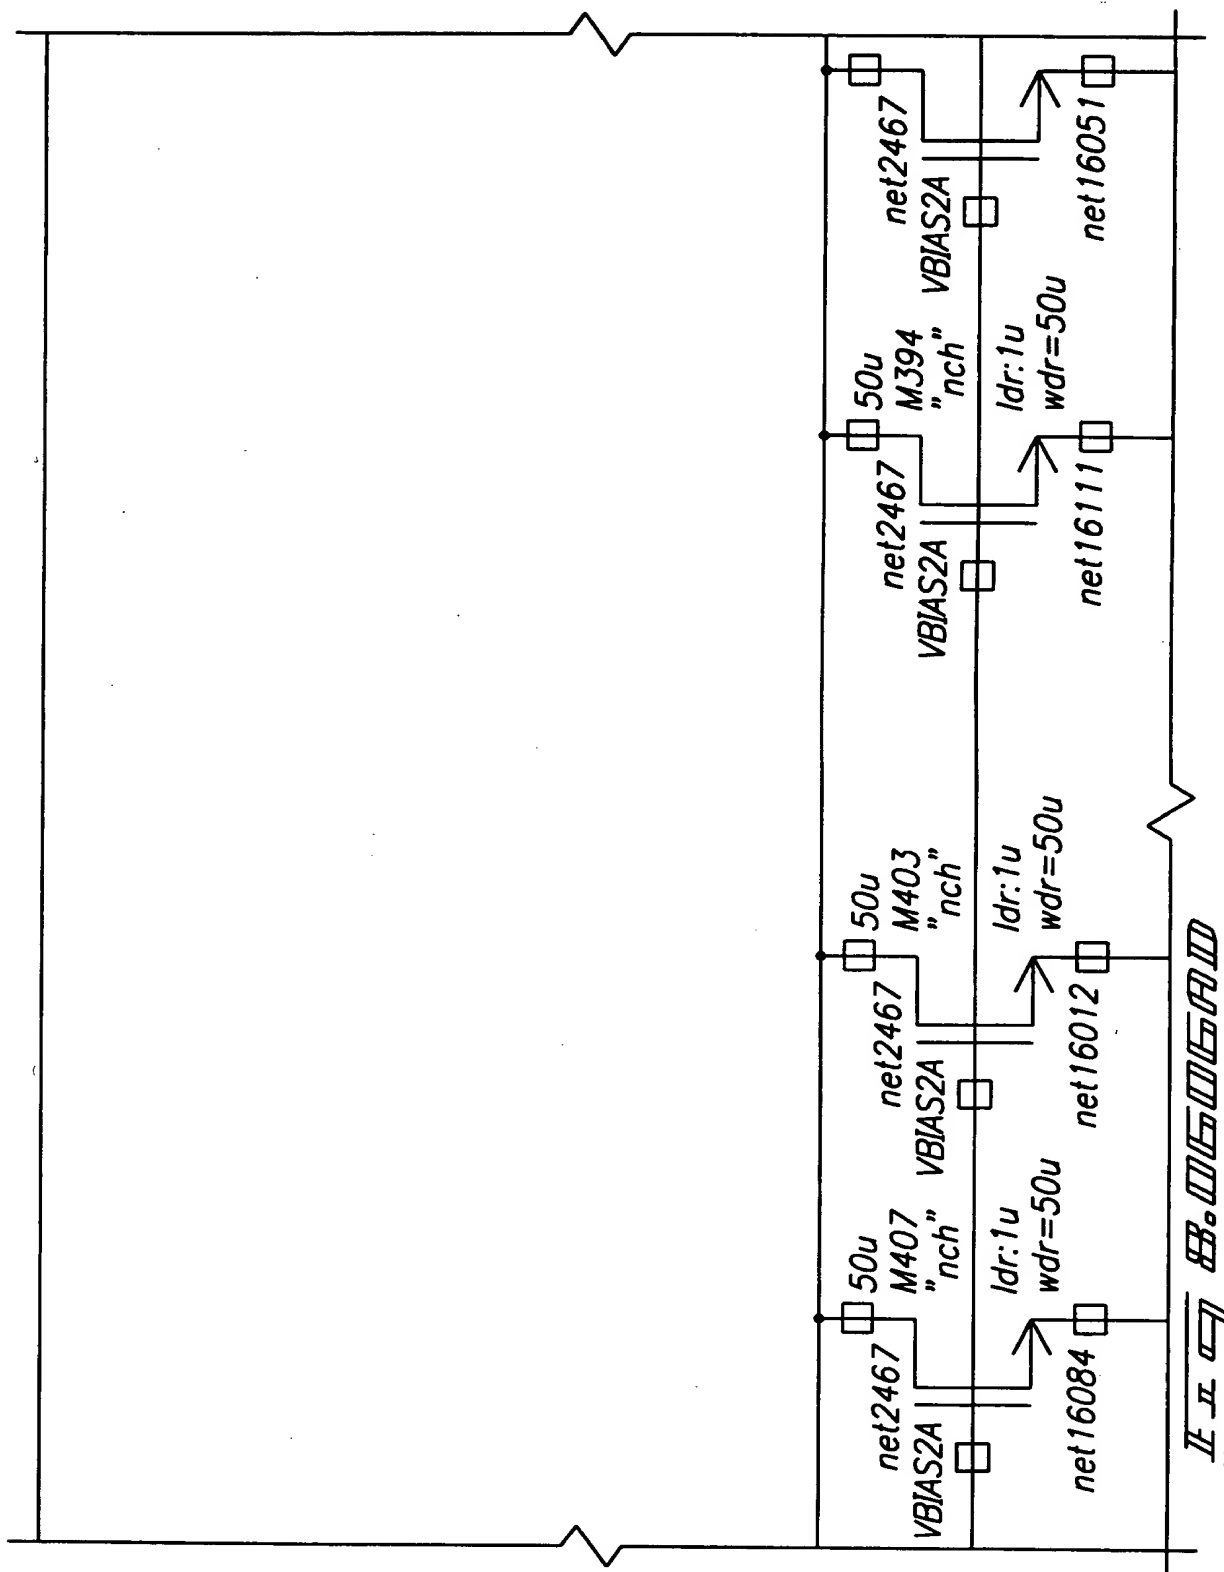 50u
M407
"nch"
net2467
VBIAS2A
ldr:1u
wdr=50u
net16084
50u
M403
"nch"
net2467
VBIAS2A
ldr:1u
wdr=50u
net16012
50u
M394
"nch"
net2467
VBIAS2A
ldr:1u
wdr=50u
net16111
net2467
VBIAS2A
net16051
FIG 8.0606AD